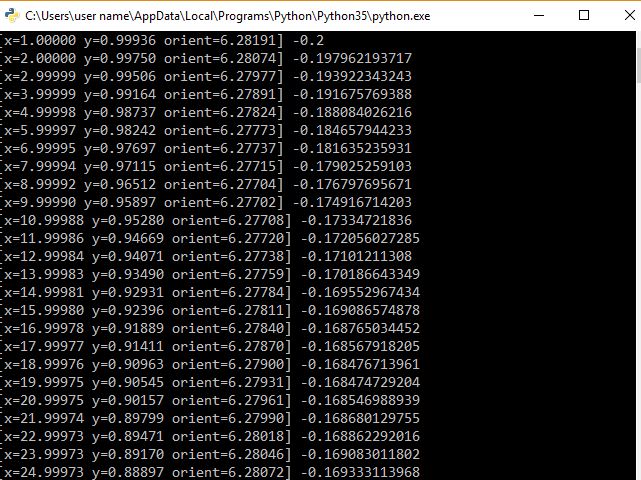 C:\Users\user name\AppData\Local\Programs\Python\Python35\python.exe
[x=1.00000 y=0.99936 orient=6.28191] -0.2
[x=2.00000 y=0.99750 orient=6.28074] -0.197962193717
[x=2.99999 y=0.99506 orient=6.27977] -0.193922343243
[x=3.99999 y=0.99164 orient=6.27891] -0.191675769388
[x=4.99998 y=0.98737 orient=6.27824] -0.188084026216
[x=5.99997 y=0.98242 orient=6.27773] -0.184657944233
[x=6.99995 y=0.97697 orient=6.27737] -0.181635235931
[x=7.99994 y=0.97115 orient=6.27715] -0.179025259103
[x=8.99992 y=0.96512 orient=6.27704] -0.176797695671
[x=9.99990 y=0.95897 orient=6.27702] -0.174916714203
[x=10.99988 y=0.95280 orient=6.27708] -0.17334721836
[x=11.99986 y=0.94669 orient=6.27720] -0.172056027285
[x=12.99984 y=0.94071 orient=6.27738] -0.17101211308
[x=13.99983 y=0.93490 orient=6.27759] -0.170186643349
[x=14.99981 y=0.92931 orient=6.27784] -0.169552967434
[x=15.99980 y=0.92396 orient=6.27811] -0.169086574878
[x=16.99978 y=0.91889 orient=6.27840] -0.168765034452
[x=17.99977 y=0.91411 orient=6.27870] -0.168567918205
[x=18.99976 y=0.90963 orient=6.27900] -0.168476713961
[x=19.99975 y=0.90545 orient=6.27931] -0.168474729204
[x=20.99975 y=0.90157 orient=6.27961] -0.168546988939
[x=21.99974 y=0.89799 orient=6.27990] -0.168680129755
[x=22.99973 y=0.89471 orient=6.28018] -0.168862292016
[x=23.99973 y=0.89170 orient=6.28046] -0.169083011802
[x=24.99973 y=0.88897 orient=6.28072] -0.169333113968